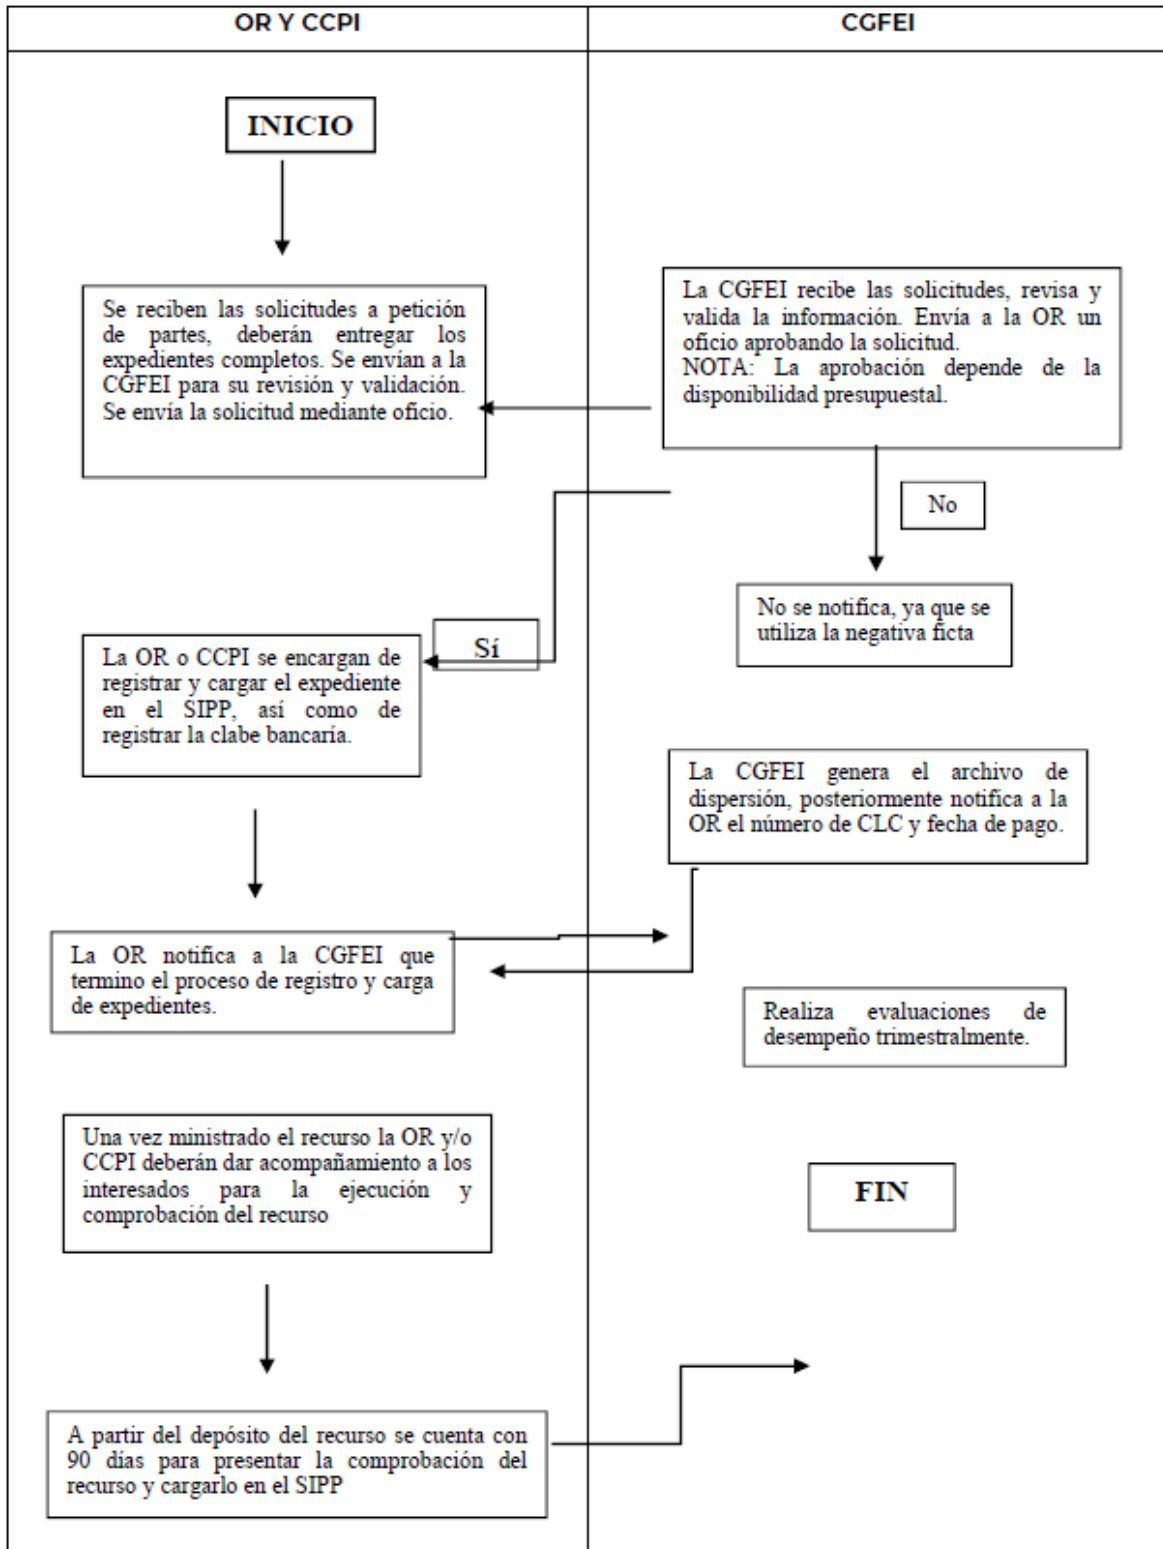 OR Y CCPI
CGFEI
INICIO
Se reciben las solicitudes a petición
de partes, deberán entregar los
expedientes completos. Se envían a la
CGFEI para su revisión y validación.
Se envía la solicitud mediante oficio.
La CGFEI recibe las solicitudes, revisa y
valida la información. Envía a la OR un
oficio aprobando la solicitud.
NOTA: La aprobación depende de la
disponibilidad presupuestal.
No
No se notifica, ya que se
utiliza la negativa ficta
Sí
La OR o CCPI se encargan de
registrar y cargar el expediente
en el SIPP, así como de
registrar la clabe bancaría.
La CGFEI genera el archivo de
dispersión, posteriormente notifica a la
OR el número de CLC y fecha de pago.
La OR notifica a la CGFEI que
termino el proceso de registro y carga
de expedientes.
Realiza evaluaciones de
desempeño trimestralmente.
Una vez ministrado el recurso la OR y/o
CCPI deberán dar acompañamiento a los
interesados para la ejecución y
comprobación del recurso
FIN
A partir del depósito del recurso se cuenta con
90 días para presentar la comprobación del
recurso y cargarlo en el SIPP